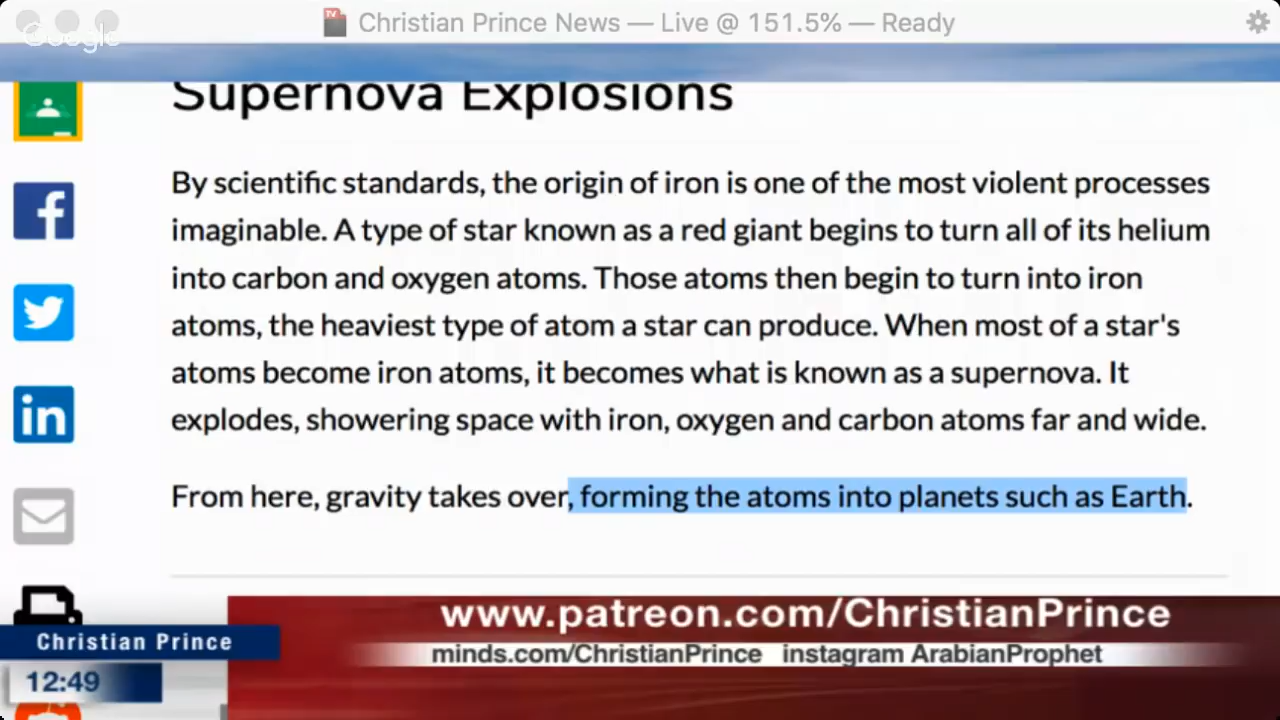 Christian Prince News — Live @ 151.5% — Ready
Google
Supernova Explosions
By scientific standards, the origin of iron is one of the most violent processes
imaginable. A type of star known as a red giant begins to turn all of its helium
into carbon and oxygen atoms. Those atoms then begin to turn into iron
atoms, the heaviest type of atom a star can produce. When most of a star's
atoms become iron atoms, it becomes what is known as a supernova. It
explodes, showering space with iron, oxygen and carbon atoms far and wide.
From here, gravity takes over, forming the atoms into planets such as Earth.
www.patreon.com/ChristianPrince
Christian Prince
minds.com/ChristianPrince instagram ArabianProphet
12:49